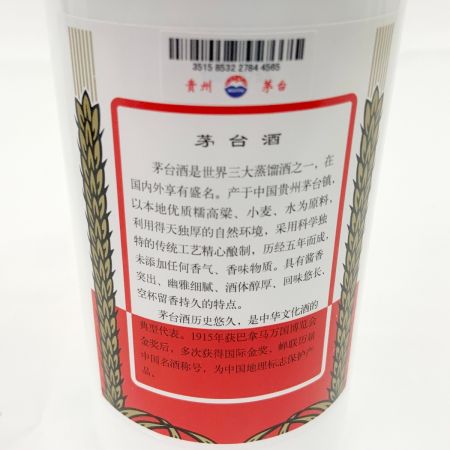 3515 8532 2784 4565
贵州 茅台
茅台酒
茅台酒是世界三大蒸馏酒之一，在
国内外享有盛名。产于中国贵州茅台镇，
以本地优质糯高粱、小麦、水为原料，
利用得天独厚的自然环境，采用科学独
特的传统工艺精心酿制，历经五年而成，
未添加任何香气、香味物质。具有酱香
突出、幽雅细腻、酒体醇厚、回味悠长、
空杯留香持久的特点。
茅台酒历史悠久，是中华文化酒的
典型代表。1915年获巴拿马万国博览会
金奖后，多次获得国际金奖，蝉联历届
中国名酒称号，为中国地理标志保护产
品。